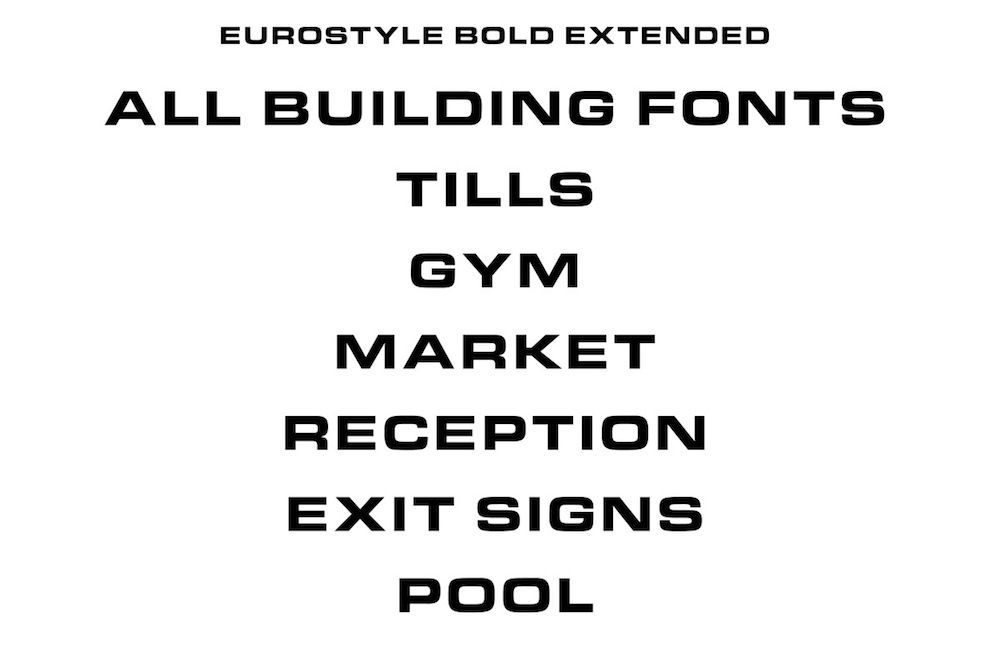 EUROSTYLE BOLD EXTENDED
ALL BUILDING FONTS
TILLS
GYM
MARKET
RECEPTION
EXIT SIGNS
POOL